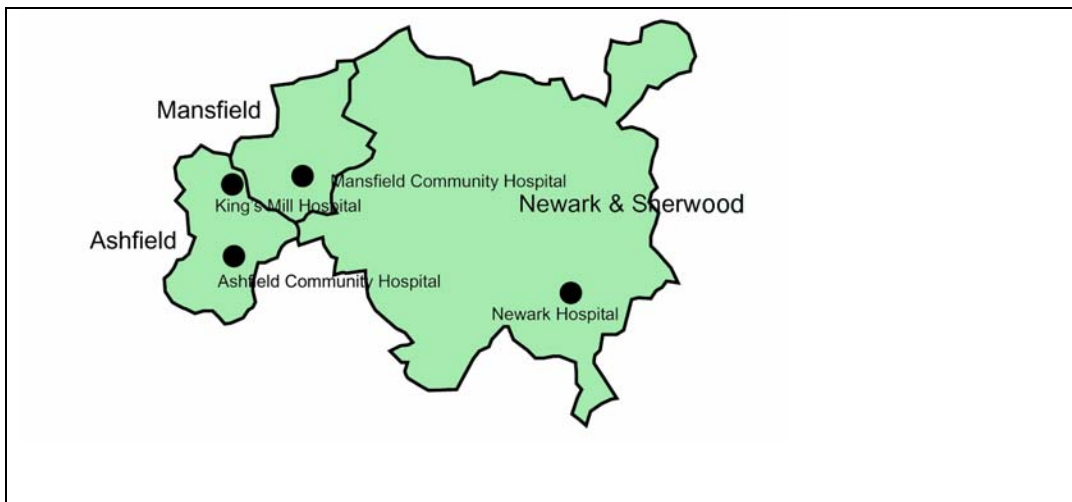 Mansfield
Mansfield Community Hospital
King's Mill Hospital
Newark & Sherwood
Ashfield
Ashfield Community Hospital
Newark Hospital